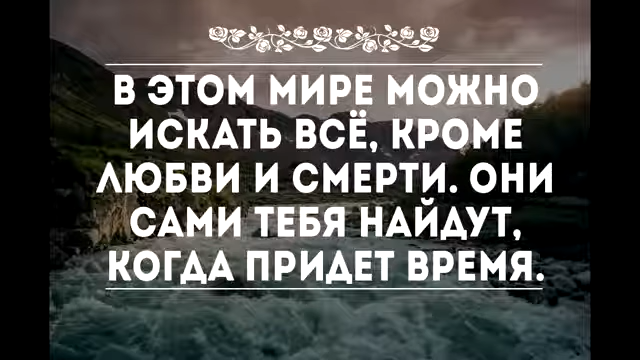 В ЭТОМ МИРЕ МОЖНО
ИСКАТЬ ВСЁ, КРОМЕ
ЛЮБВИ И СМЕРТИ. ОНИ
САМИ ТЕБЯ НАЙДУТ,
КОГДА ПРИДЕТ ВРЕМЯ.